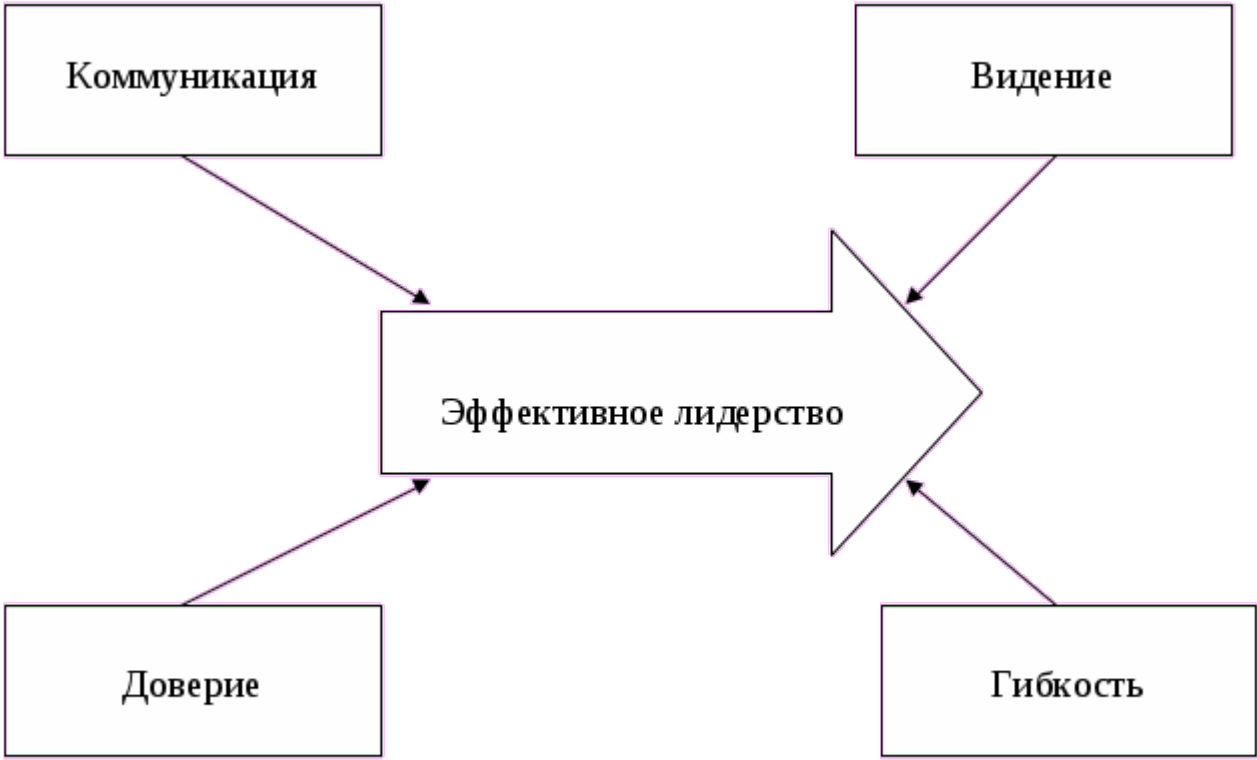 Коммуникация
Видение
Эффективное лидерство
Доверие
Гибкость